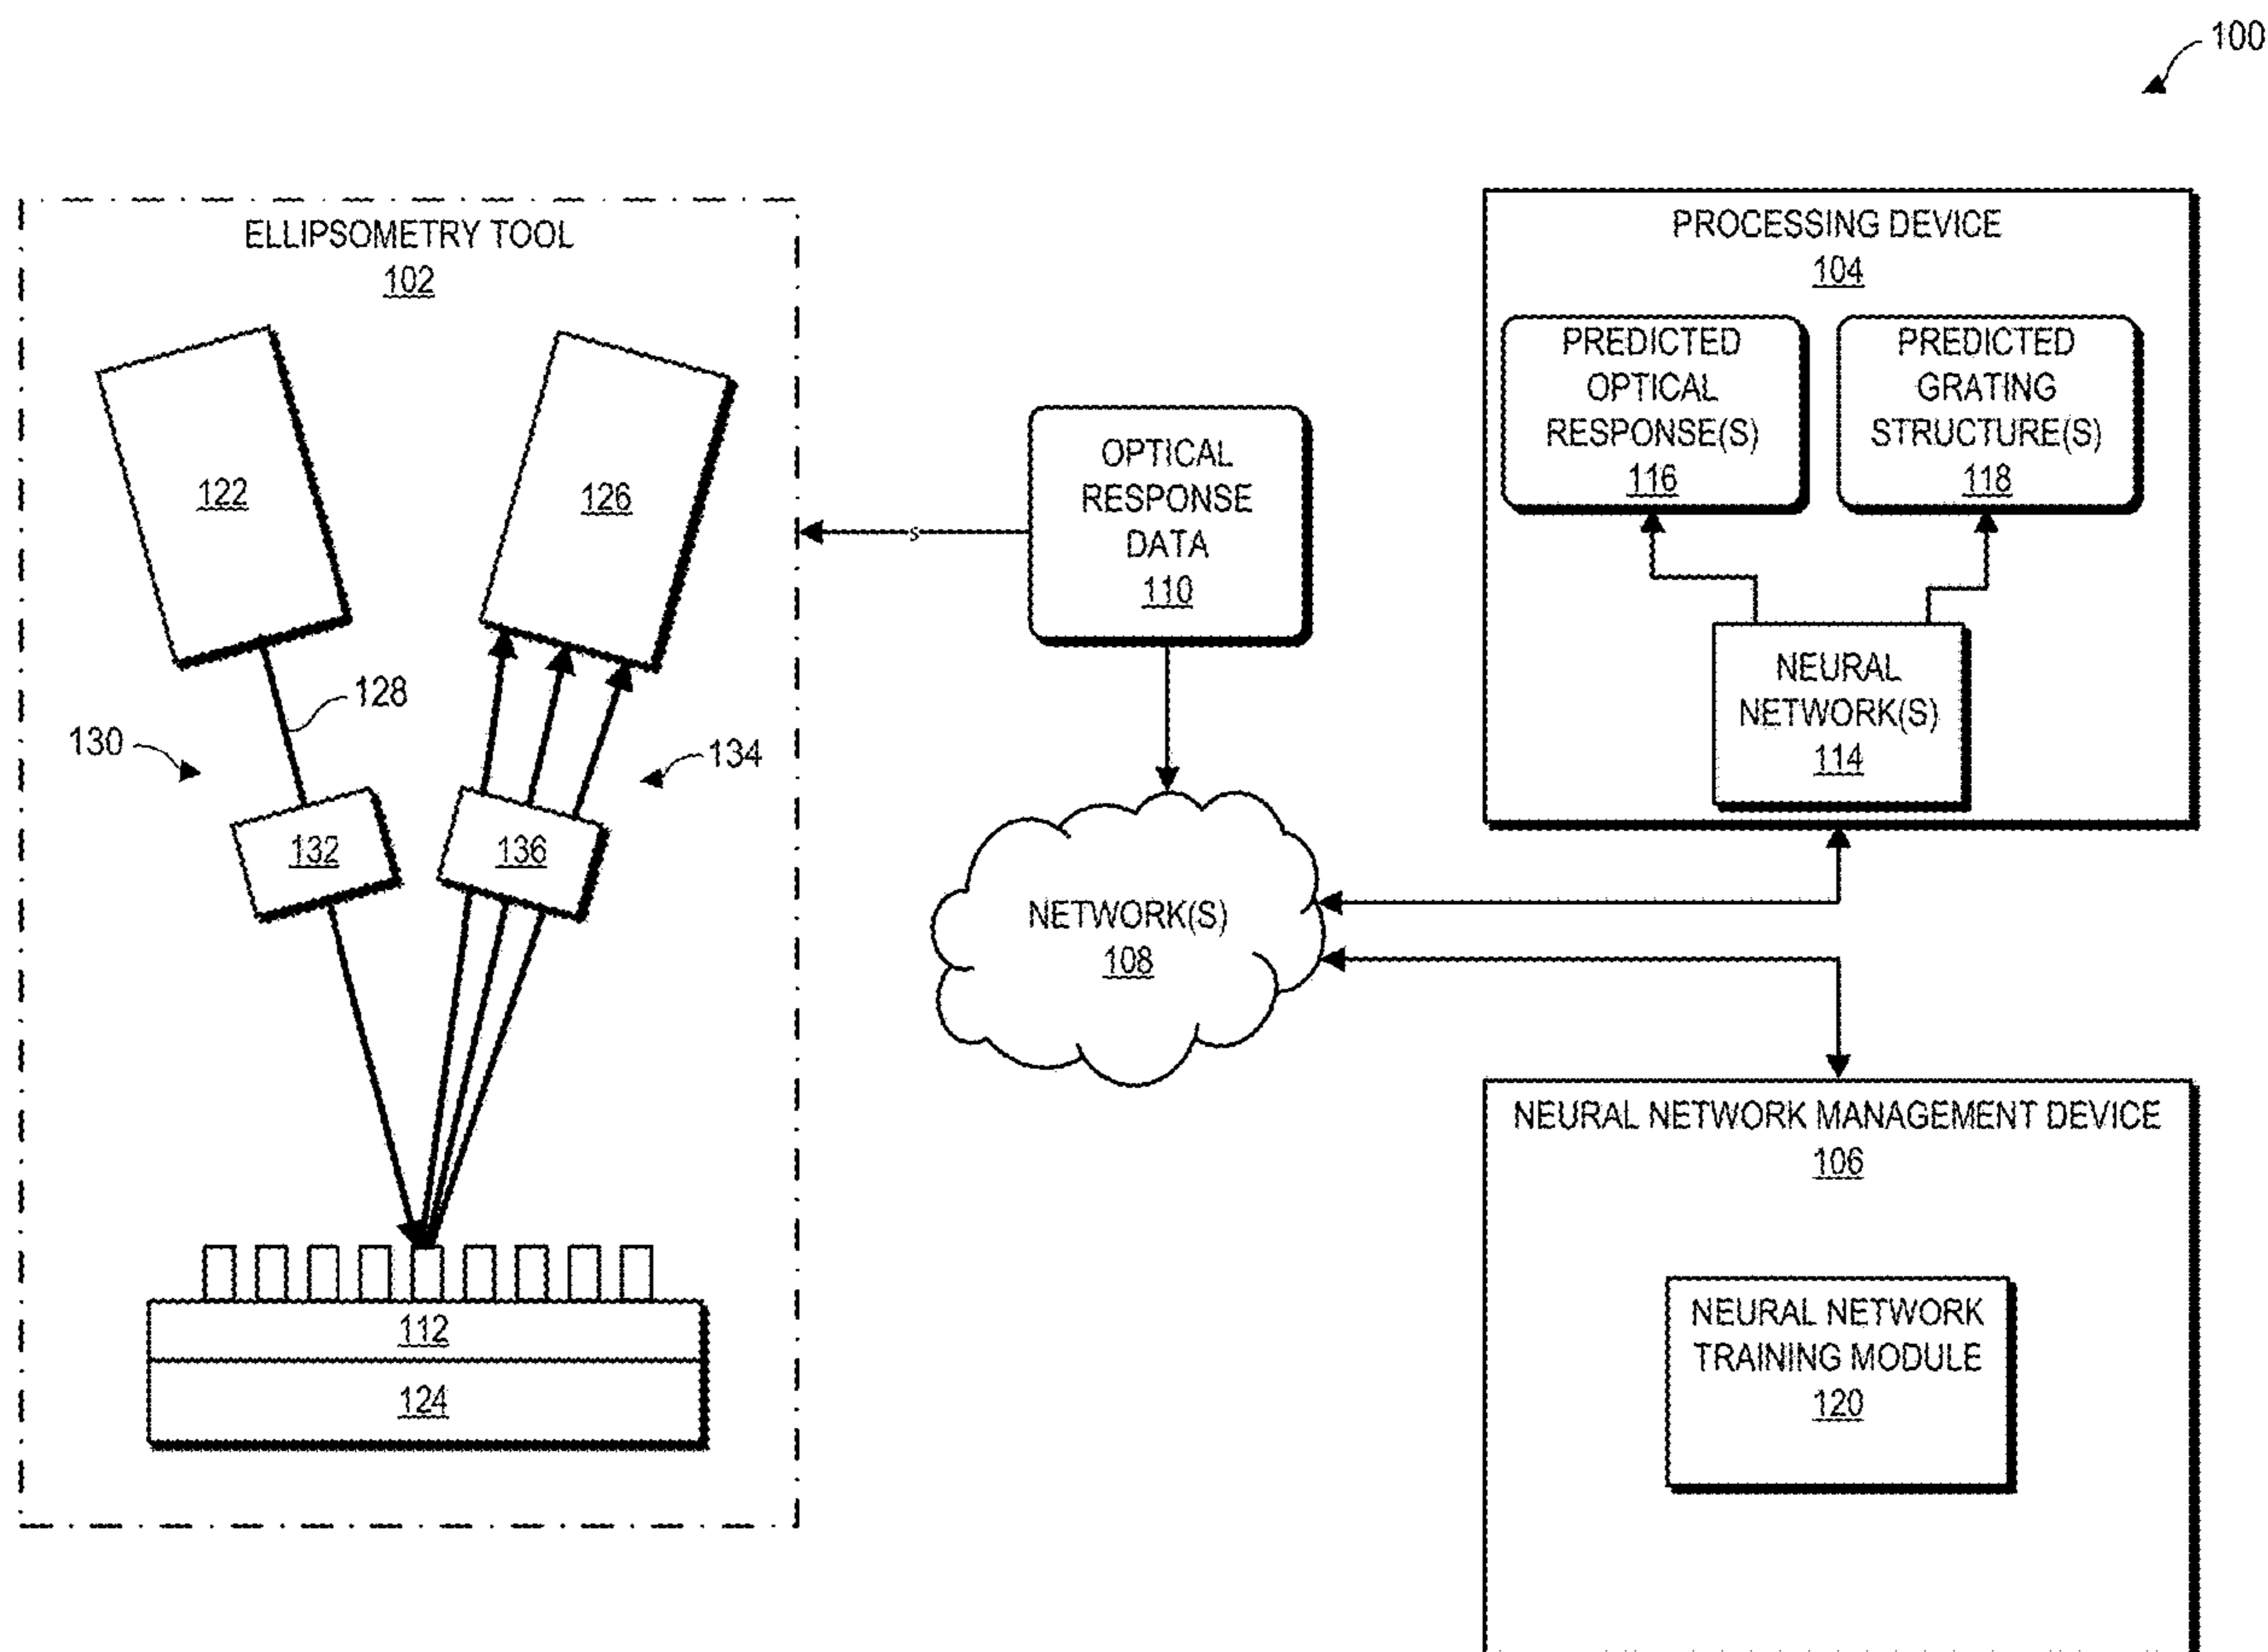 100
ELLIPSOMETRY TOOL
102
122
126
128
130
134
132
136
112
124
OPTICAL
RESPONSE
DATA
110
s
NETWORK(S)
108
PROCESSING DEVICE
104
PREDICTED
OPTICAL
RESPONSE(S)
116
PREDICTED
GRATING
STRUCTURE(S)
118
NEURAL
NETWORK(S)
114
NEURAL NETWORK MANAGEMENT DEVICE
106
NEURAL NETWORK
TRAINING MODULE
120